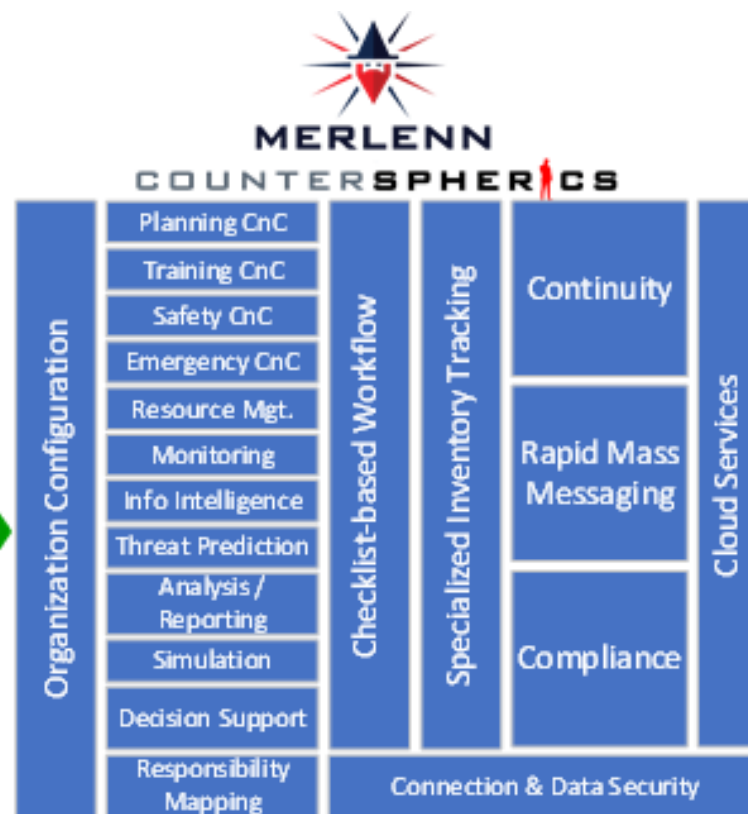 MERLENN
COUNTERSPHERICS
Organization Configuration
Planning CnC
Training CnC
Safety CnC
Emergency CnC
Resource Mgt.
Monitoring
Info Intelligence
Threat Prediction
Analysis /
Reporting
Simulation
Decision Support
Responsibility
Mapping
Checklist-based Workflow
Specialized Inventory Tracking
Continuity
Rapid Mass
Messaging
Compliance
Cloud Services
Connection & Data Security